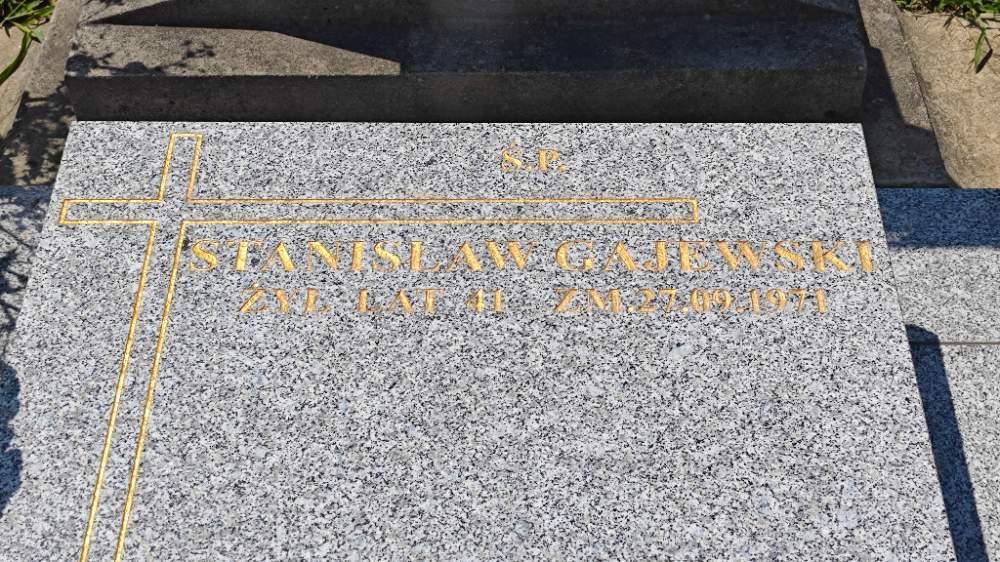 Ś.P.
STANISŁAW GAJEWSKI
ŻYŁ LAT 41 ZM.27.09.1971